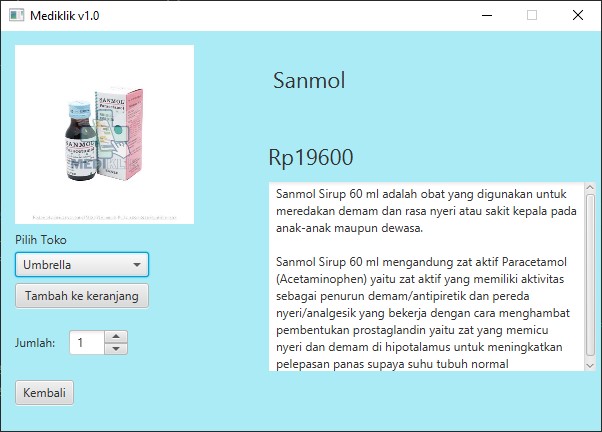 Mediklik v1.0
SANMOL
SANMOL
MEDIKLIK
Sanmol
Rp19600
Pilih Toko
Umbrella
Tambah ke keranjang
Jumlah:
1
Kembali
Sanmol Sirup 60 ml adalah obat yang digunakan untuk
meredakan demam dan rasa nyeri atau sakit kepala pada
anak-anak maupun dewasa.
Sanmol Sirup 60 ml mengandung zat aktif Paracetamol
(Acetaminophen) yaitu zat aktif yang memiliki aktivitas
sebagai penurun demam/antipiretik dan pereda
nyeri/analgesik yang bekerja dengan cara menghambat
pembentukan prostaglandin yaitu zat yang memicu
nyeri dan demam di hipotalamus untuk meningkatkan
pelepasan panas supaya suhu tubuh normal